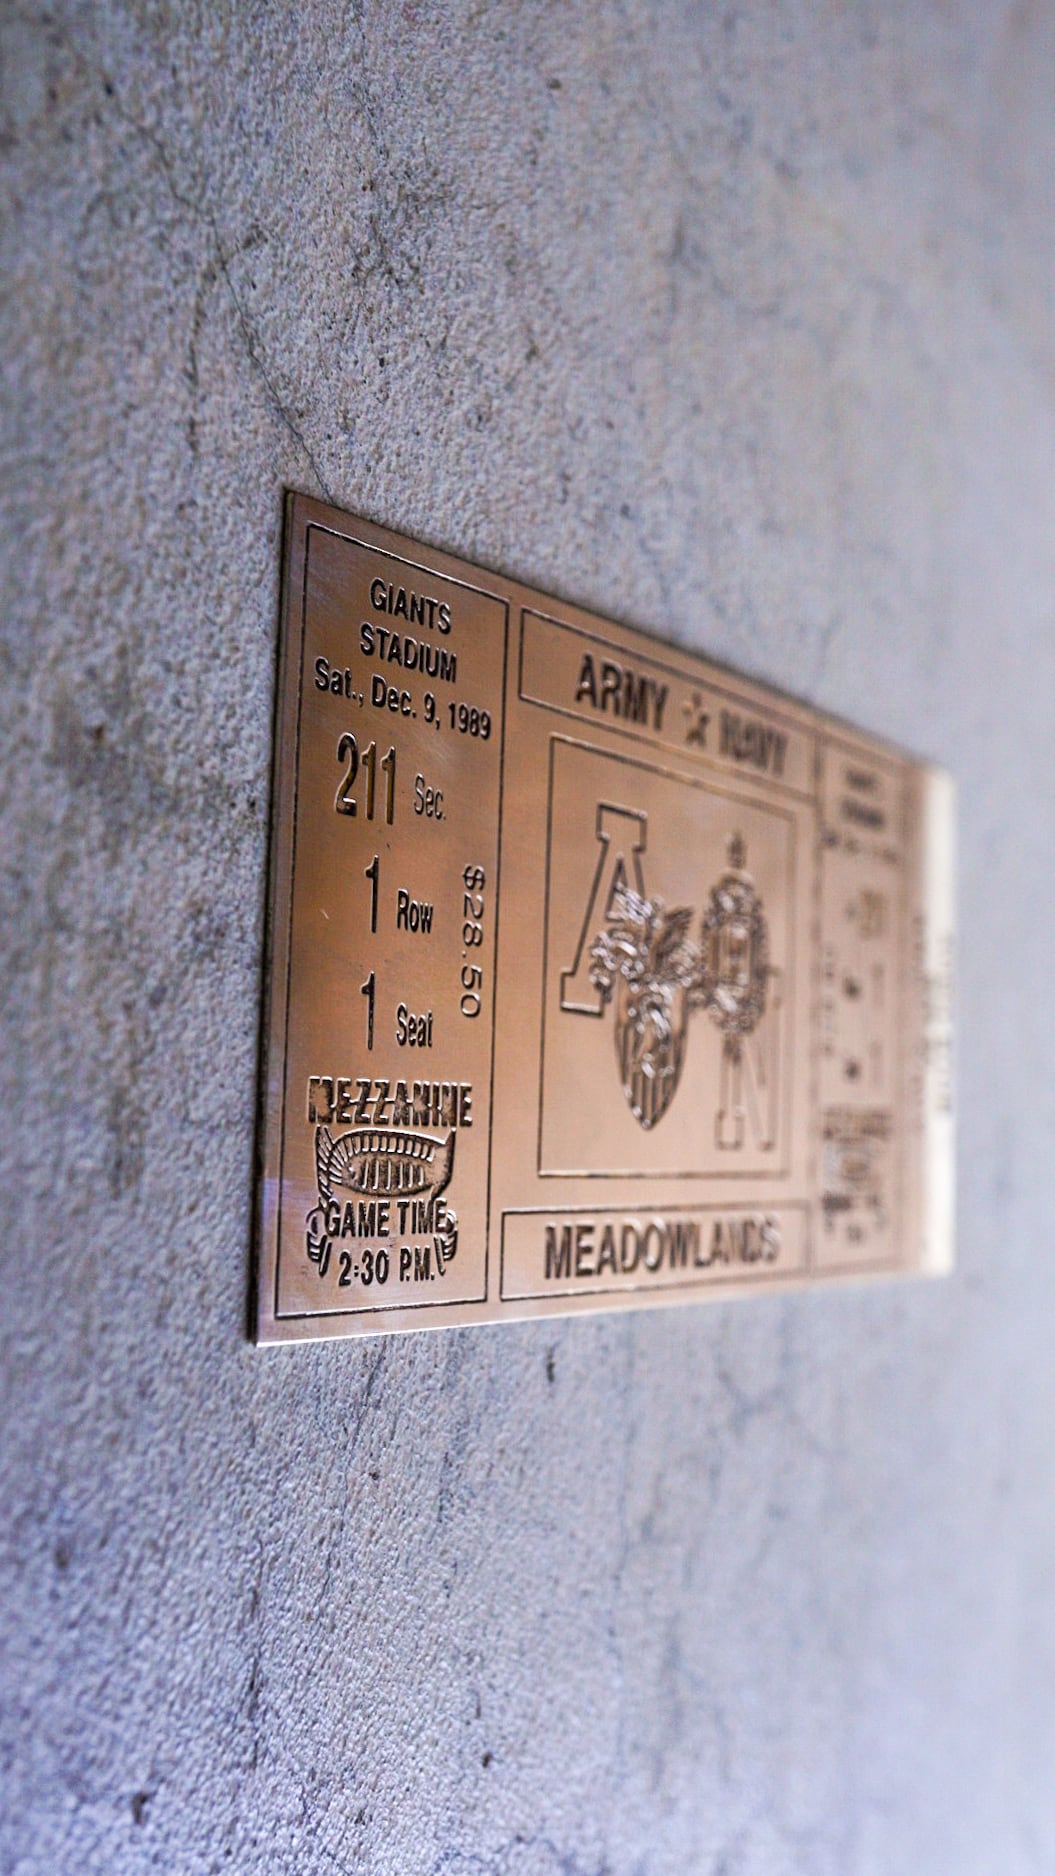 GIANTS
STADIUM
Sat., Dec. 9, 1989
211 Sec.
1 Row
1 Seat
$28.50
MEZZANINE
GAME TIME
2:30 P.M.
ARMY NAVY
A N
MEADOWLANDS